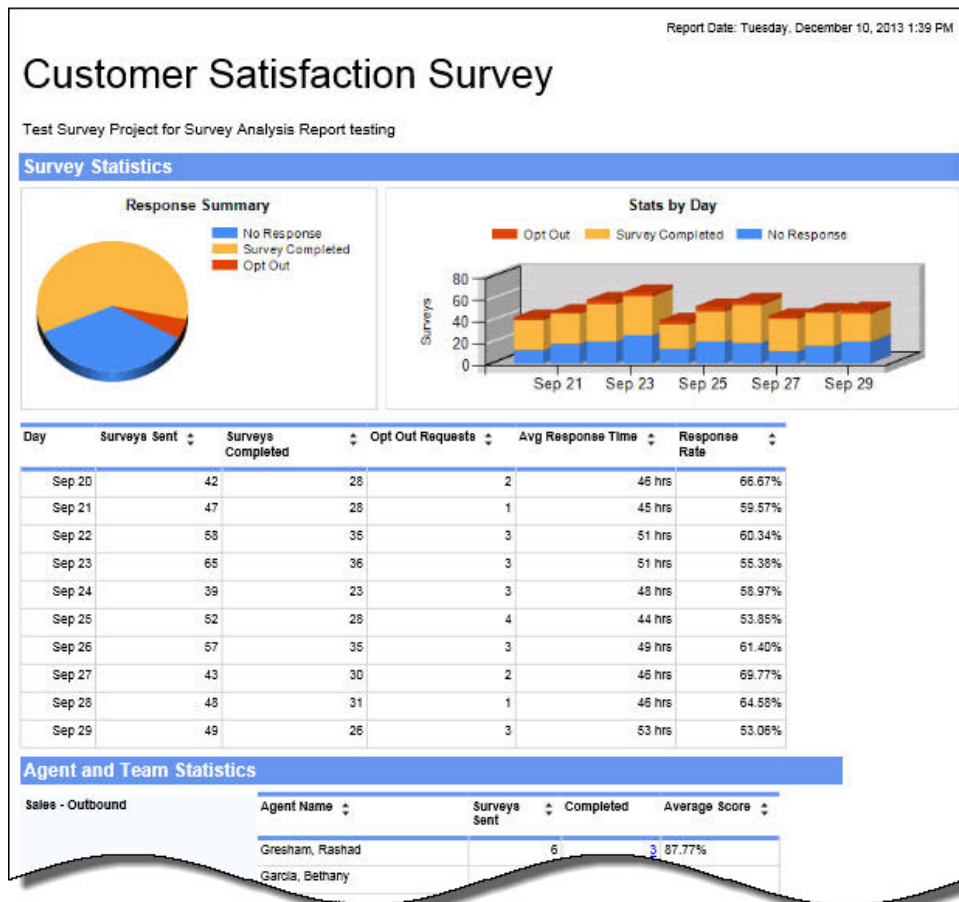 Report Date: Tuesday, December 10, 2013 1:39 PM
Customer Satisfaction Survey
Test Survey Project for Survey Analysis Report testing
Survey Statistics
Response Summary
No Response
Survey Completed
Opt Out
Stats by Day
Opt Out Survey Completed No Response
Surveys
80
60
40
20
0
Sep 21 Sep 23 Sep 25 Sep 27 Sep 29
Day Surveys Sent Surveys Completed Opt Out Requests Avg Response Time Response Rate
Sep 20 42 28 2 46 hrs 66.67%
Sep 21 47 28 1 45 hrs 59.57%
Sep 22 58 35 3 51 hrs 60.34%
Sep 23 65 36 3 51 hrs 55.38%
Sep 24 39 23 3 48 hrs 58.97%
Sep 25 52 28 4 44 hrs 53.85%
Sep 26 57 35 3 49 hrs 61.40%
Sep 27 43 30 2 46 hrs 69.77%
Sep 28 48 31 1 46 hrs 64.58%
Sep 29 49 26 3 53 hrs 53.06%
Agent and Team Statistics
Sales - Outbound
Agent Name Surveys Sent Completed Average Score
Gresham, Rashad 6 3 87.77%
Garcia, Bethany